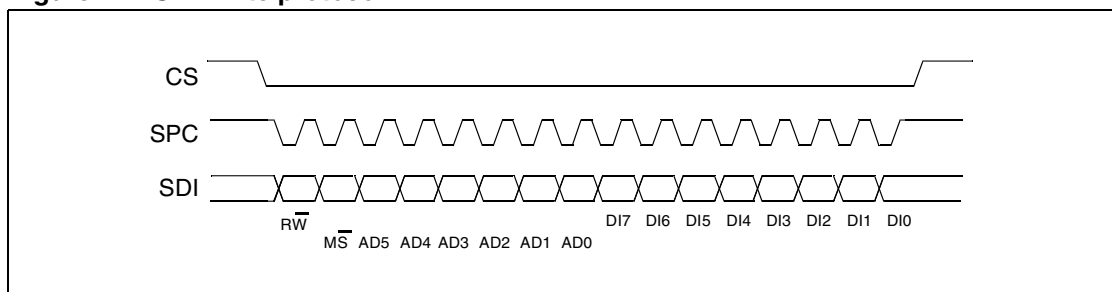 CS
SPC
SDI
RW̅ DI7 DI6 DI5 DI4 DI3 DI2 DI1 DI0
MS̅ AD5 AD4 AD3 AD2 AD1 AD0